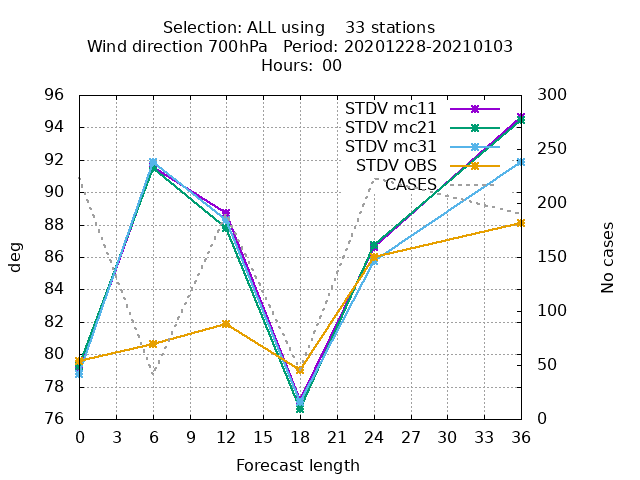 Selection: ALL using    33 stations
Wind direction 700hPa   Period: 20201228-20210103
Hours: 00
STDV mc11
STDV mc21
STDV mc31
STDV OBS
CASES
96
94
92
90
88
86
84
82
80
78
76
deg
300
250
200
150
100
50
0
No cases
0 3 6 9 12 15 18 21 24 27 30 33 36
Forecast length